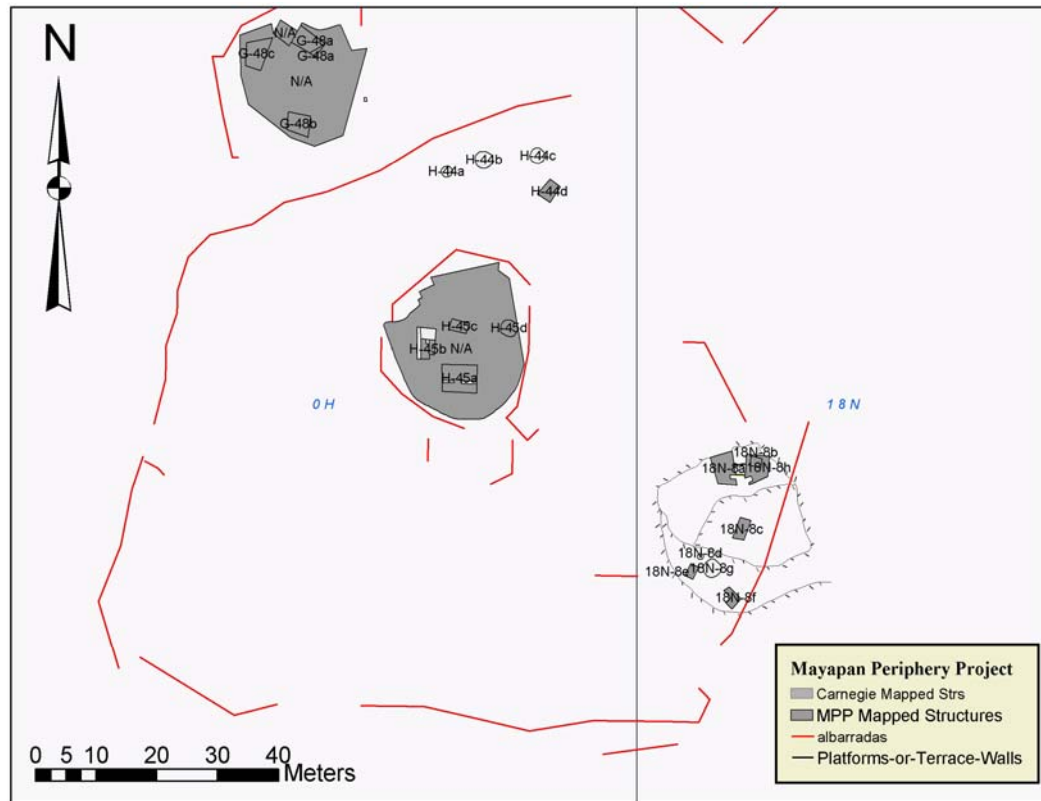 N
N/A
G-48a
G-48c
G-48a
N/A
G-48b
H-44c
H-44b
H-44a
H-44d
H-45c
H-45d
H-45b
N/A
H-45a
0 H
1 8 N
18N-8b
18N-8a
18N-8h
18N-8c
18N-8d
18N-8g
18N-8e
18N-8f
Mayapan Periphery Project
Carnegie Mapped Strs
MPP Mapped Structures
albarradas
Platforms-or-Terrace-Walls
0 5 10 20 30 40
Meters